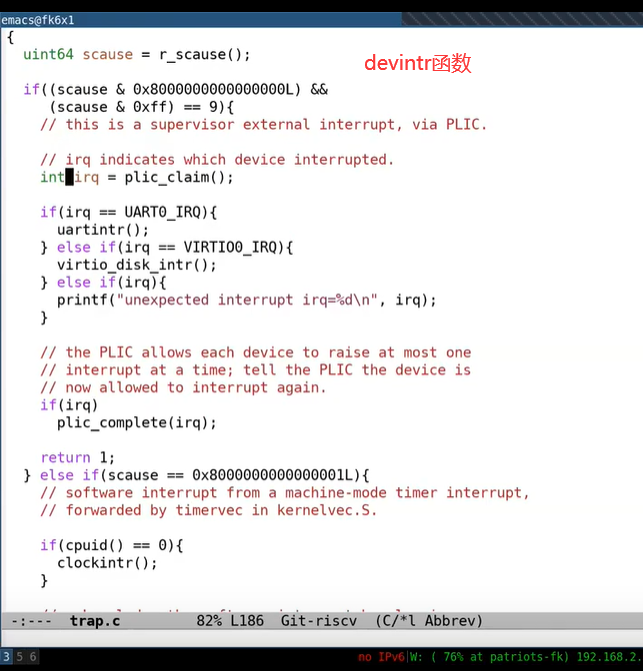 emacs@fk6x1
{
  uint64 scause = r_scause();
devintr函数
  if((scause & 0x8000000000000000L) &&
     (scause & 0xff) == 9){
    // this is a supervisor external interrupt, via PLIC.

    // irq indicates which device interrupted.
    int irq = plic_claim();

    if(irq == UART0_IRQ){
      uartintr();
    } else if(irq == VIRTIO0_IRQ){
      virtio_disk_intr();
    } else if(irq){
      printf("unexpected interrupt irq=%d\n", irq);
    }

    // the PLIC allows each device to raise at most one
    // interrupt at a time; tell the PLIC the device is
    // now allowed to interrupt again.
    if(irq)
      plic_complete(irq);

    return 1;
  } else if(scause == 0x8000000000000001L){
    // software interrupt from a machine-mode timer interrupt,
    // forwarded by timervec in kernelvec.S.

    if(cpuid() == 0){
      clockintr();
    }

-:---  trap.c         82% L186  Git-riscv  (C/*l Abbrev)
3 5 6 no IPv6|W: ( 76% at patriots-fk) 192.168.2.